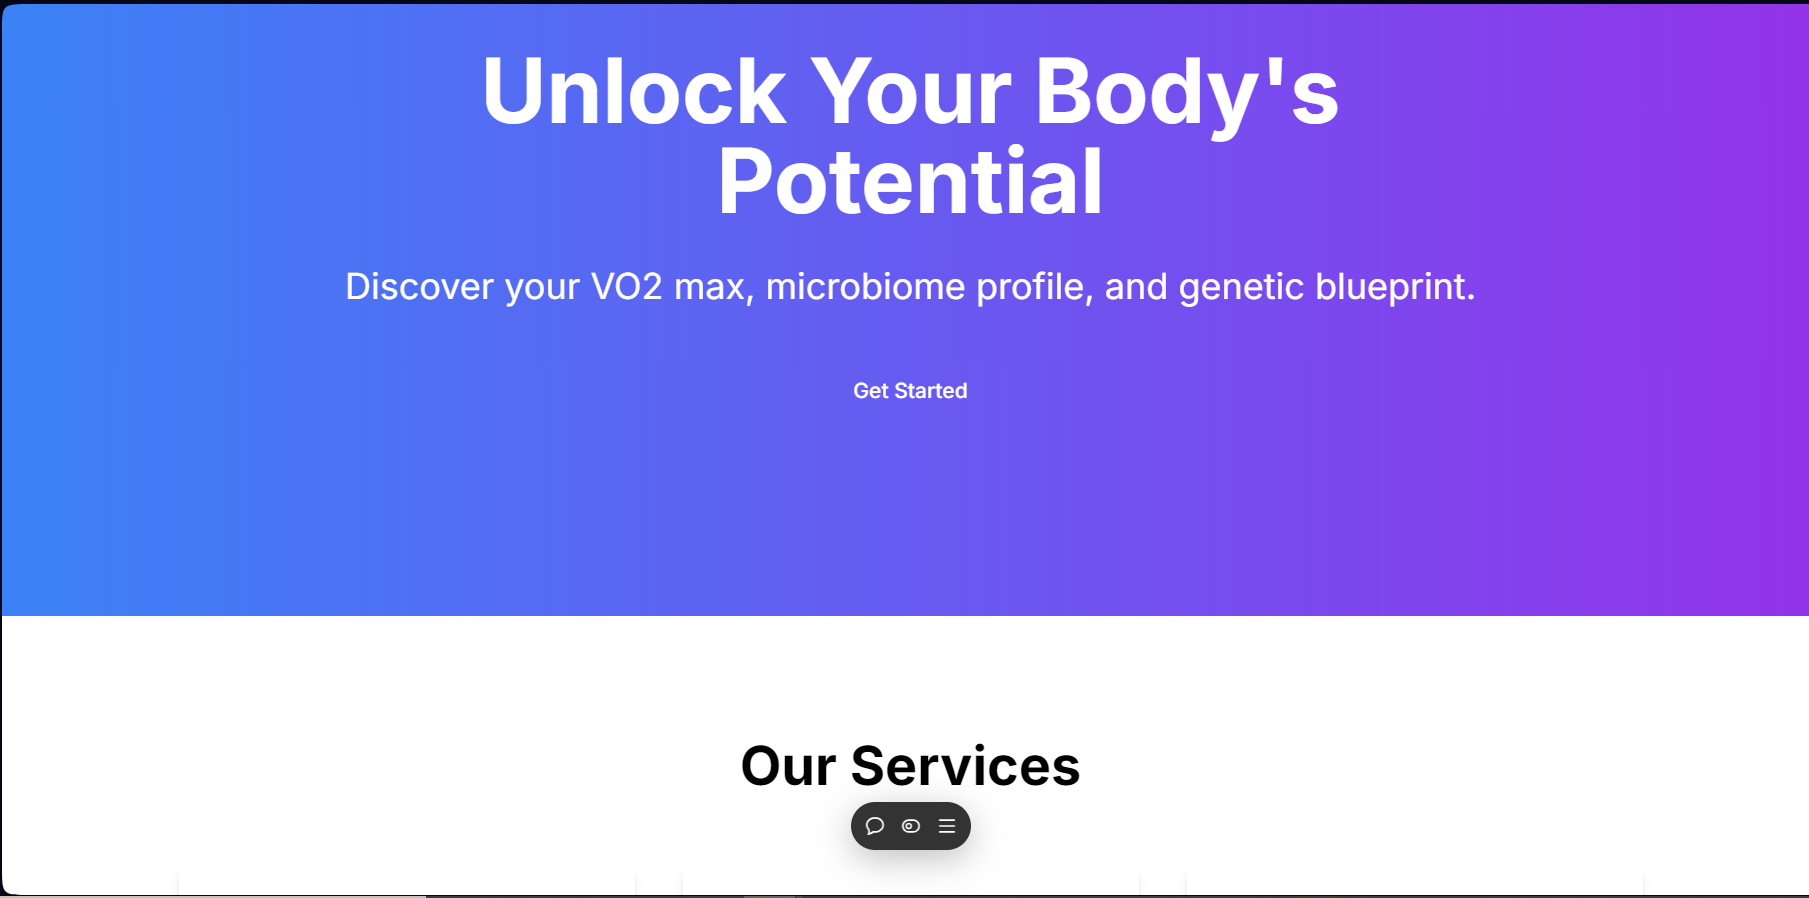 Unlock Your Body's
Potential
Discover your VO2 max, microbiome profile, and genetic blueprint.
Get Started
Our Services